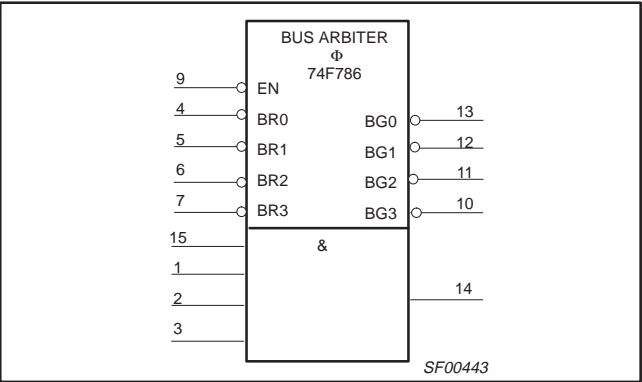 BUS ARBITER
Φ
74F786
9 EN
4 BR0 BG0 13
5 BR1 BG1 12
6 BR2 BG2 11
7 BR3 BG3 10
15 &
1
2 14
3
SF00443